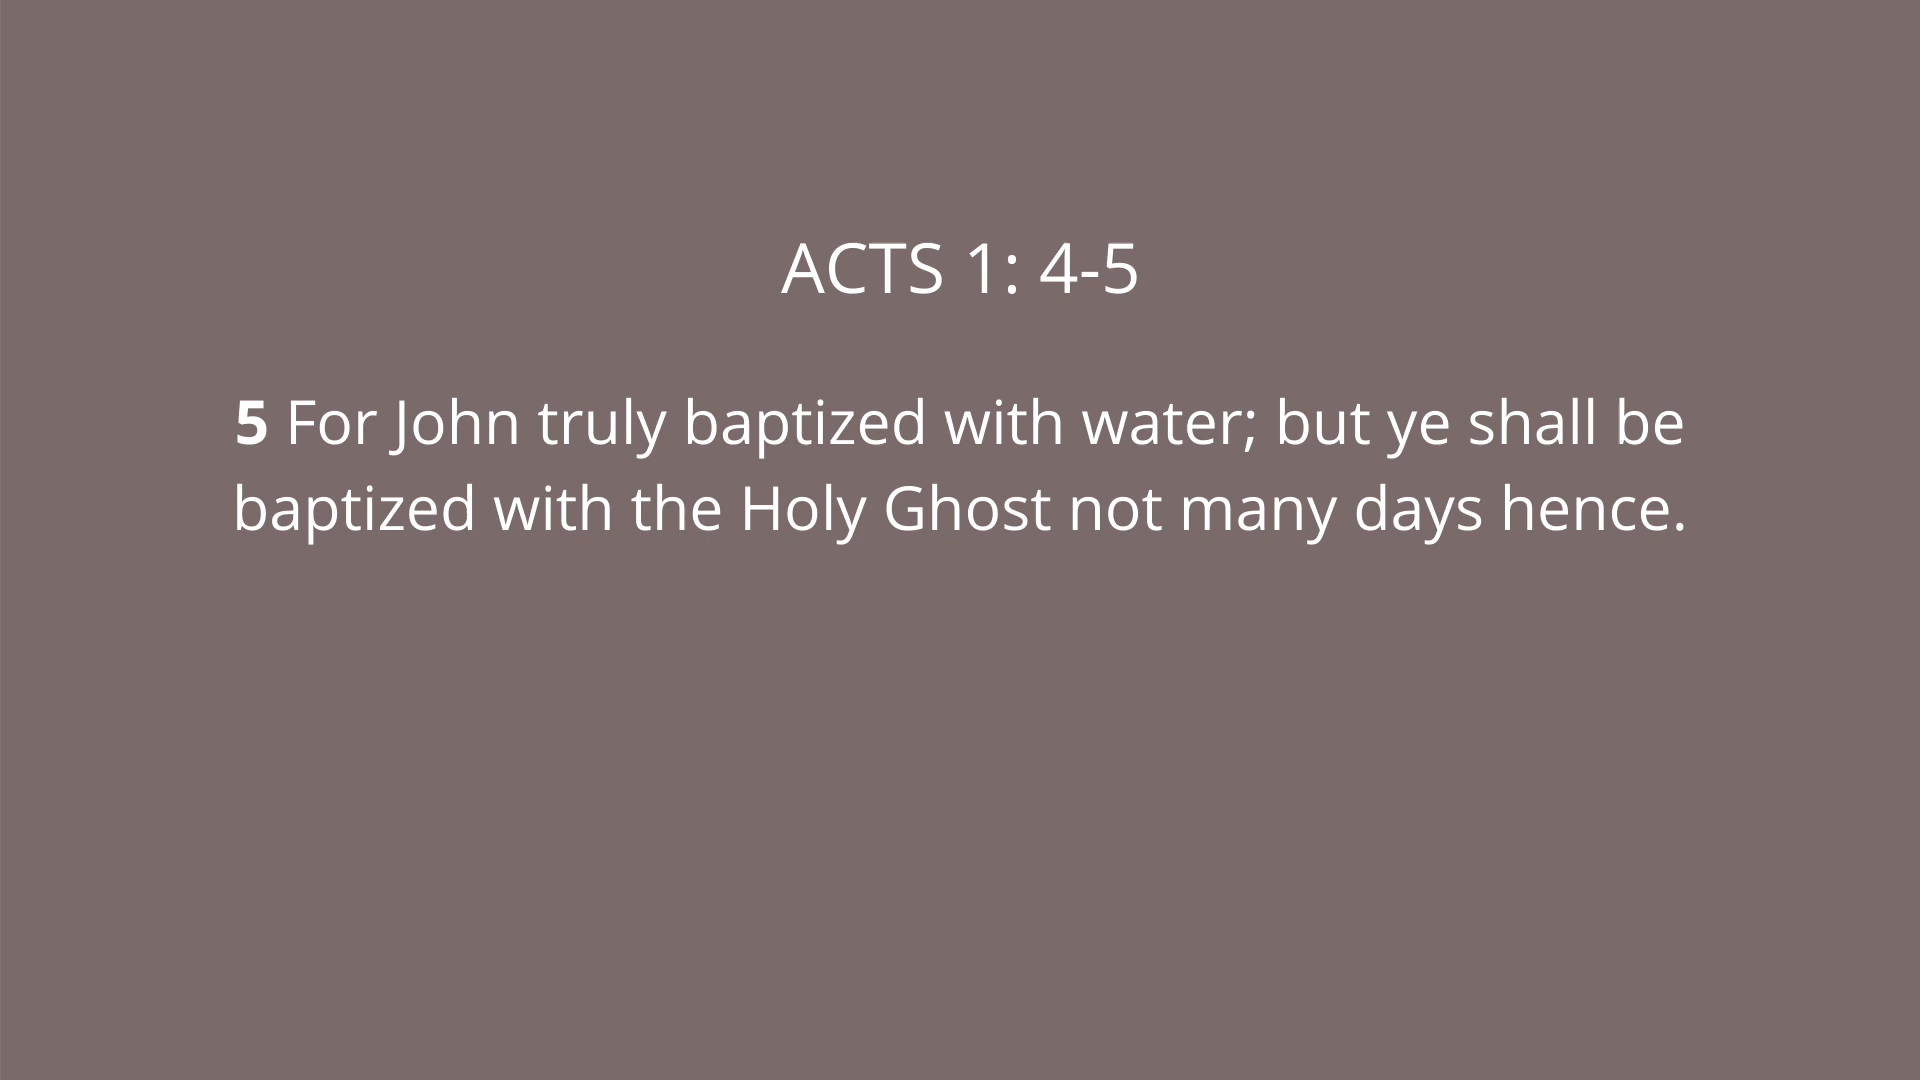 ACTS 1: 4-5
5 For John truly baptized with water; but ye shall be
baptized with the Holy Ghost not many days hence.